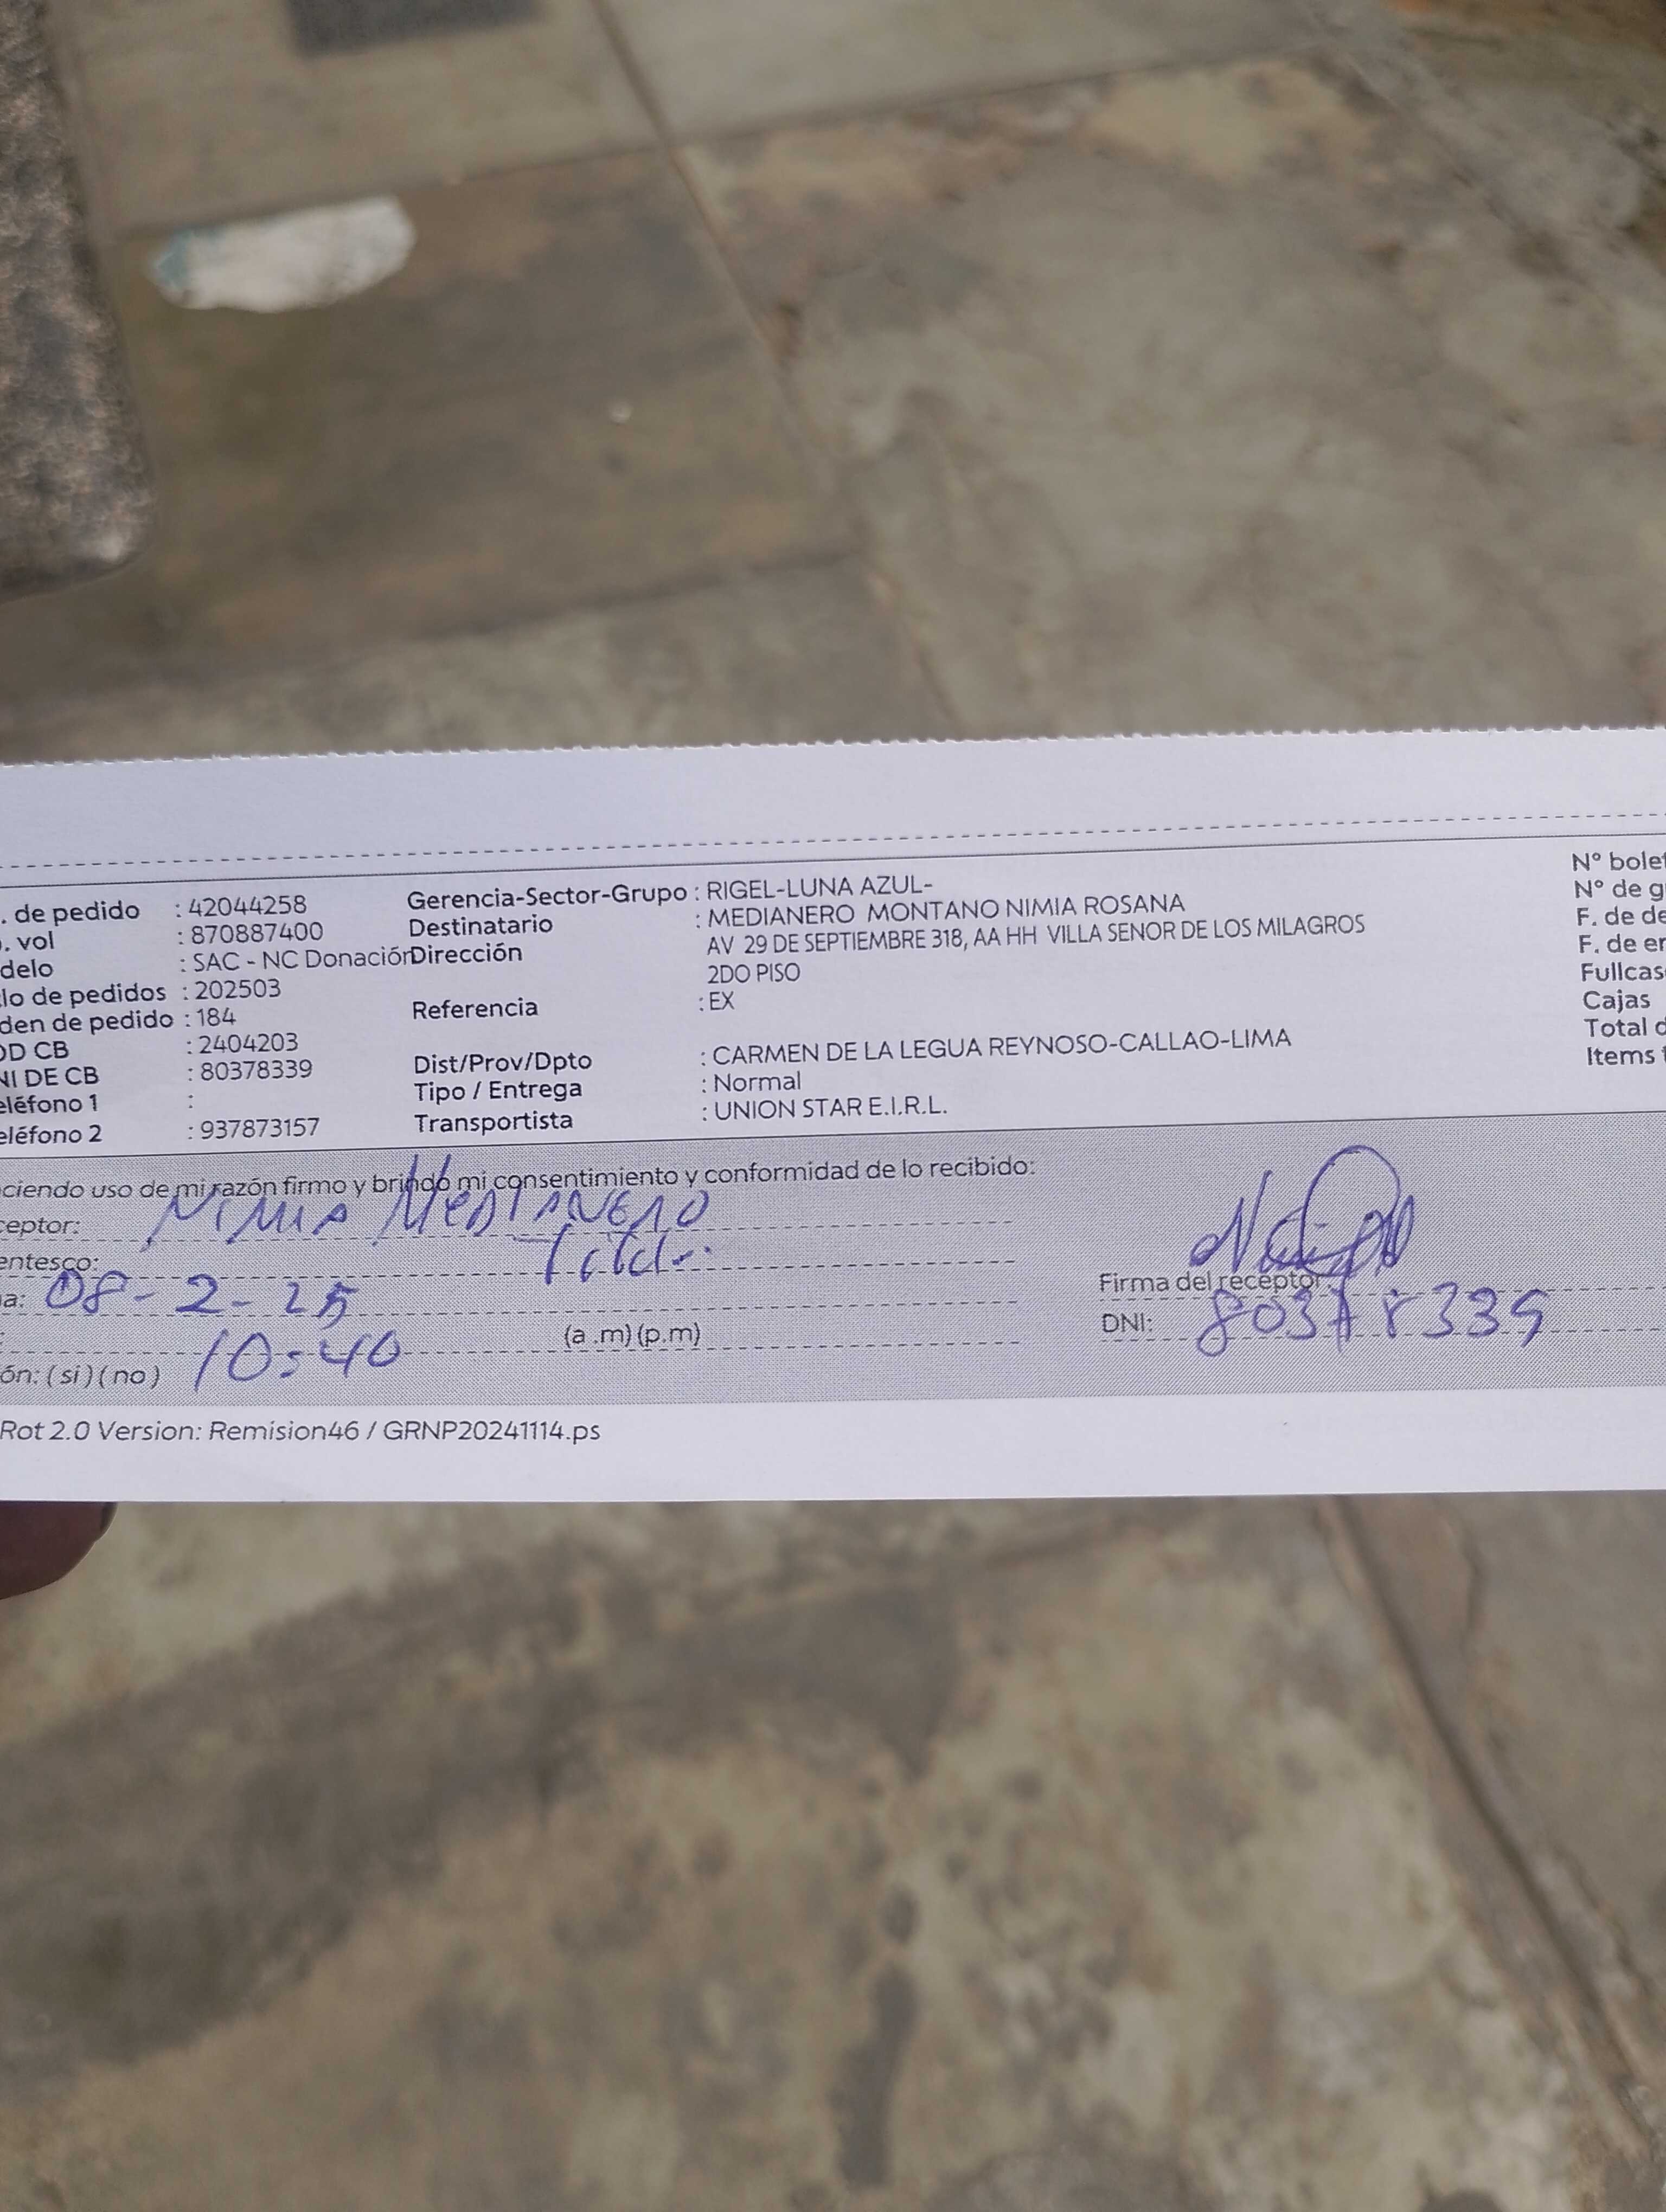 . de pedido : 42044258 Gerencia-Sector-Grupo : RIGEL-LUNA AZUL- Nº bolet
. vol : 870887400 Destinatario : MEDIANERO MONTANO NIMIA ROSANA Nº de g
delo : SAC - NC Donación Dirección AV 29 DE SEPTIEMBRE 318, AA HH VILLA SENOR DE LOS MILAGROS F. de de
lo de pedidos : 202503 2DO PISO F. de en
den de pedido : 184 Referencia : EX Fullcas
OD CB : 2404203 Cajas
NI DE CB : 80378339 Dist/Prov/Dpto : CARMEN DE LA LEGUA REYNOSO-CALLAO-LIMA Total d
eléfono 1 : Tipo / Entrega : Normal Items t
eléfono 2 : 937873157 Transportista : UNION STAR E.I.R.L.
ciendo uso de mi razón firmo y brindó mi consentimiento y conformidad de lo recibido:
ceptor: NIMIA MEDIANERO
entesco:
a: 08-2-25 Firma del receptor:
: 10:40 (a .m) (p.m) DNI: 80378339
ón: (si) (no)
Rot 2.0 Version: Remision46 / GRNP20241114.ps